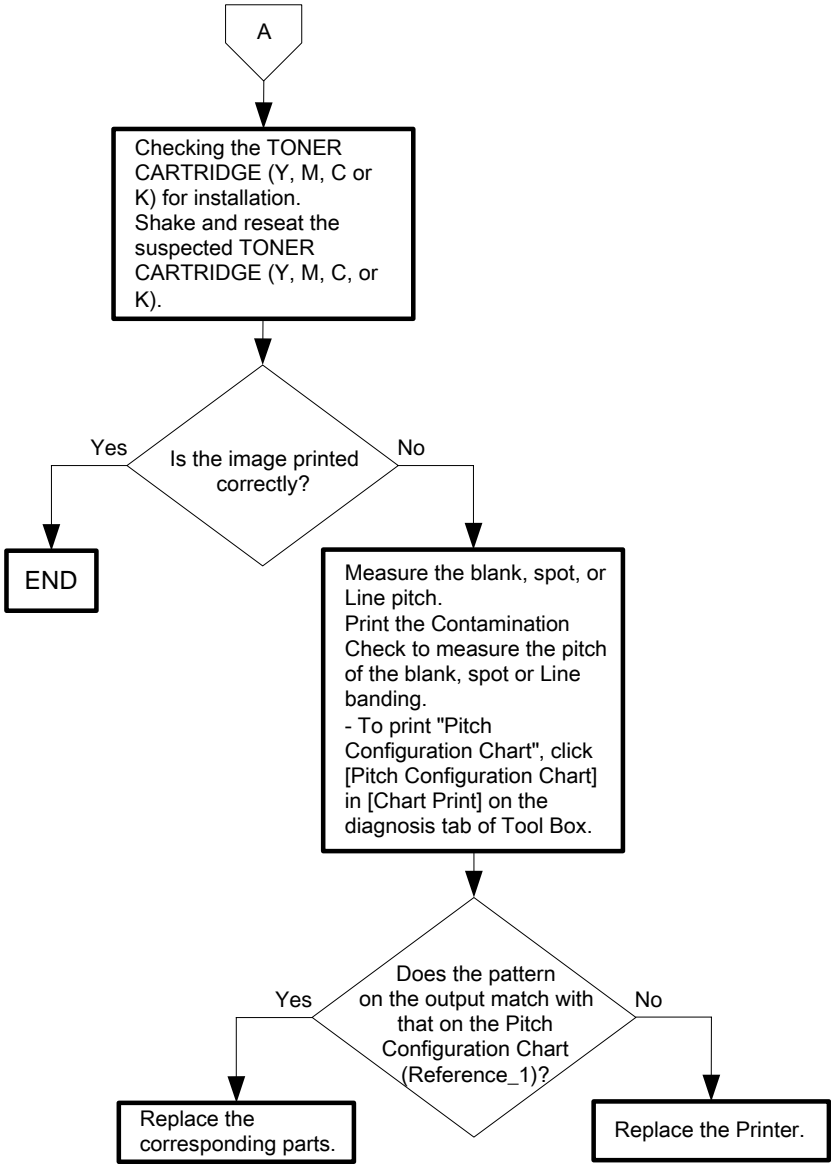 A
Checking the TONER
CARTRIDGE (Y, M, C or
K) for installation.
Shake and reseat the
suspected TONER
CARTRIDGE (Y, M, C, or
K).
Yes
No
Is the image printed
correctly?
END
Measure the blank, spot, or
Line pitch.
Print the Contamination
Check to measure the pitch
of the blank, spot or Line
banding.
- To print "Pitch
Configuration Chart", click
[Pitch Configuration Chart]
in [Chart Print] on the
diagnosis tab of Tool Box.
Yes
No
Does the pattern
on the output match with
that on the Pitch
Configuration Chart
(Reference_1)?
Replace the
corresponding parts.
Replace the Printer.